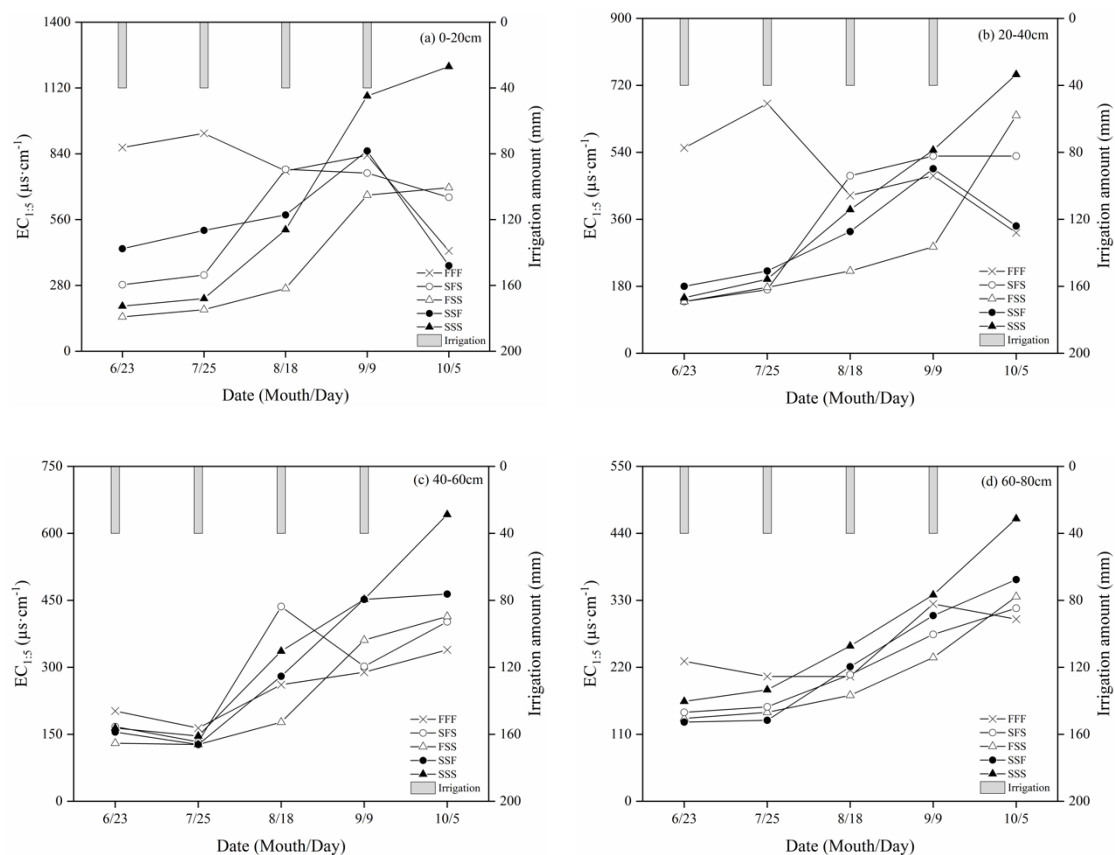 (a) 0-20cm
1400
1120
840
560
280
0
EC1:5 (μs·cm⁻¹)
0
40
80
120
160
200
Irrigation amount (mm)
FFF
SFS
FSS
SSF
SSS
Irrigation
6/23 7/25 8/18 9/9 10/5
Date (Mouth/Day)
(b) 20-40cm
900
720
540
360
180
0
EC1:5 (μs·cm⁻¹)
0
40
80
120
160
200
Irrigation amount (mm)
FFF
SFS
FSS
SSF
SSS
Irrigation
6/23 7/25 8/18 9/9 10/5
Date (Mouth/Day)
(c) 40-60cm
750
600
450
300
150
0
EC1:5 (μs·cm⁻¹)
0
40
80
120
160
200
Irrigation amount (mm)
FFF
SFS
FSS
SSF
SSS
Irrigation
6/23 7/25 8/18 9/9 10/5
Date (Mouth/Day)
(d) 60-80cm
550
440
330
220
110
0
EC1:5 (μs·cm⁻¹)
0
40
80
120
160
200
Irrigation amount (mm)
FFF
SFS
FSS
SSF
SSS
Irrigation
6/23 7/25 8/18 9/9 10/5
Date (Mouth/Day)